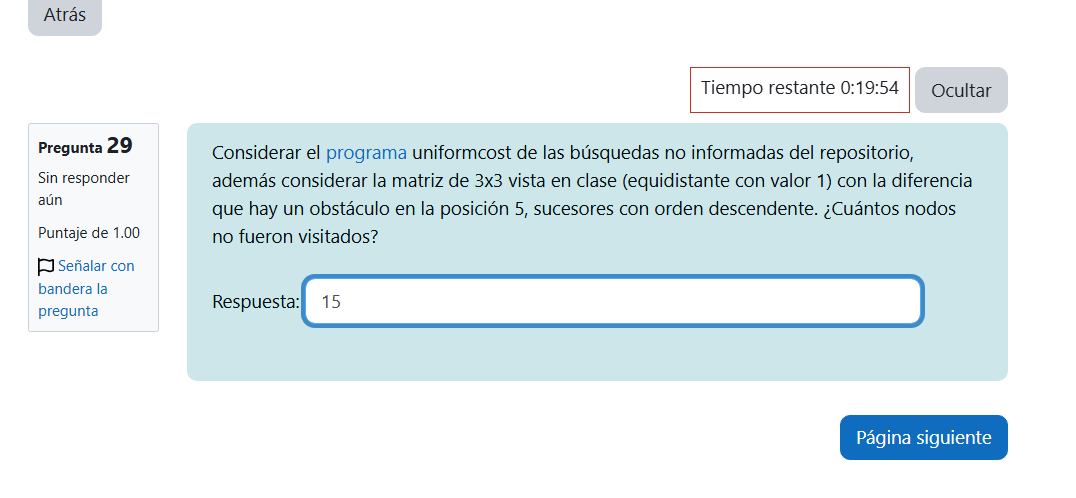 Atrás
Tiempo restante 0:19:54
Ocultar
Pregunta 29
Sin responder
aún
Puntaje de 1.00
Señalar con
bandera la
pregunta
Considerar el programa uniformcost de las búsquedas no informadas del repositorio,
además considerar la matriz de 3x3 vista en clase (equidistante con valor 1) con la diferencia
que hay un obstáculo en la posición 5, sucesores con orden descendente. ¿Cuántos nodos
no fueron visitados?
Respuesta: 15
Página siguiente